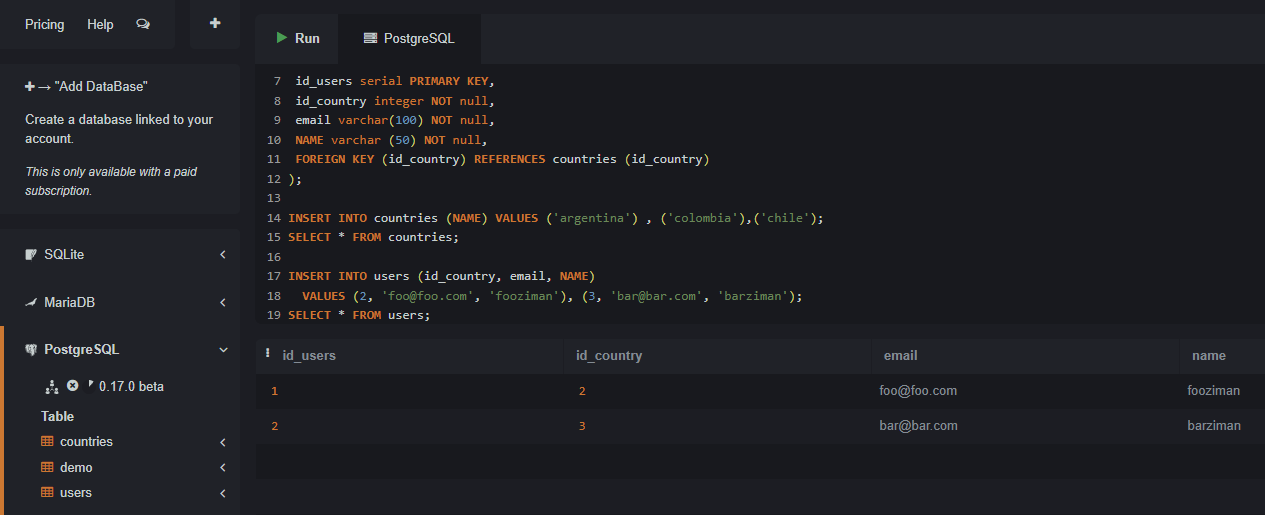 Pricing Help
Run PostgreSQL
"Add DataBase"
Create a database linked to your
account.
This is only available with a paid
subscription.
SQLite
MariaDB
PostgreSQL
0.17.0 beta
Table
countries
demo
users
7 id_users serial PRIMARY KEY,
8 id_country integer NOT null,
9 email varchar(100) NOT null,
10 NAME varchar (50) NOT null,
11 FOREIGN KEY (id_country) REFERENCES countries (id_country)
12 );
13
14 INSERT INTO countries (NAME) VALUES ('argentina') , ('colombia'),('chile');
15 SELECT * FROM countries;
16
17 INSERT INTO users (id_country, email, NAME)
18 VALUES (2, 'foo@foo.com', 'fooziman'), (3, 'bar@bar.com', 'barziman');
19 SELECT * FROM users;
id_users id_country email name
1 2 foo@foo.com fooziman
2 3 bar@bar.com barziman